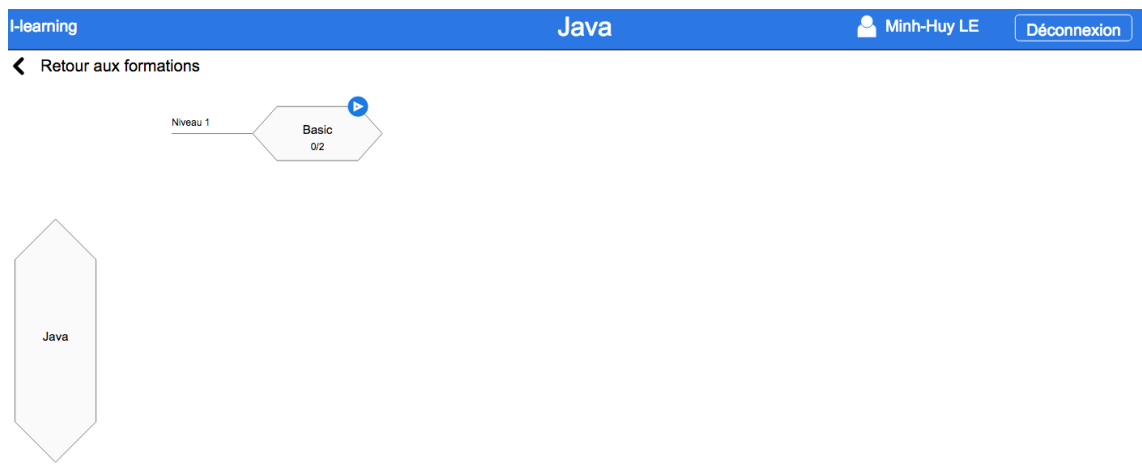 I-learning
Java
Minh-Huy LE
Déconnexion
Retour aux formations
Niveau 1
Basic
0/2
Java